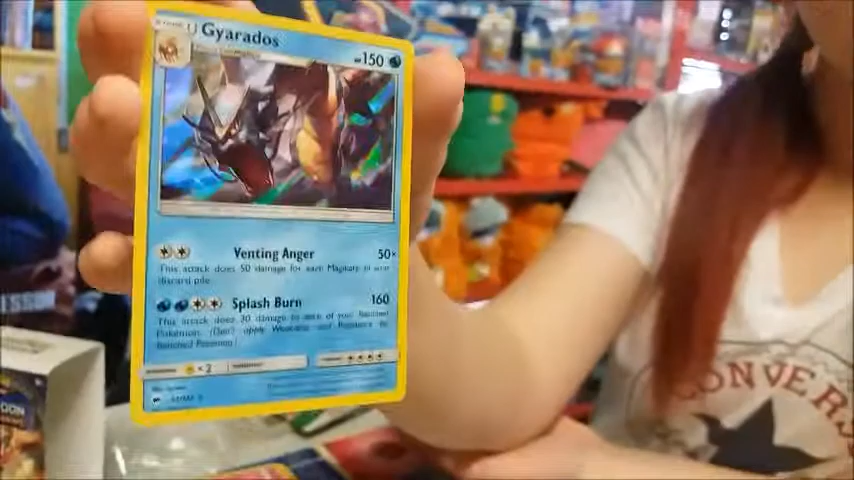 Gyarados
150
Venting Anger 50×
This attack does 50 damage for each Magikarp in your
discard pile.
Splash Burn 160
This attack does 30 damage to each of your Benched
Pokémon. (Don't apply Weakness and Resistance for
Benched Pokémon.)
×2
CONVERS